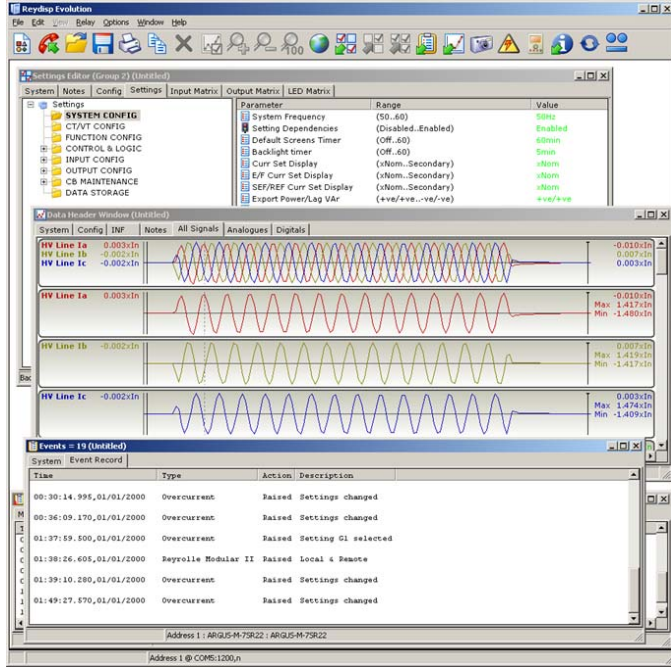 Reydisp Evolution
File Edit View Relay Options Window Help
Settings Editor (Group 2) (Untitled)
System Notes Config Settings Input Matrix Output Matrix LED Matrix
Settings
SYSTEM CONFIG
CT/VT CONFIG
FUNCTION CONFIG
CONTROL & LOGIC
INPUT CONFIG
OUTPUT CONFIG
CB MAINTENANCE
DATA STORAGE
Parameter Range Value
System Frequency (50..60) 50Hz
Setting Dependencies (Disabled..Enabled) Enabled
Default Screens Timer (Off..60) 60min
Backlight timer (Off..60) 5min
Curr Set Display (xNom..Secondary) xNom
E/F Curr Set Display (xNom..Secondary) xNom
SEF/REF Curr Set Display (xNom..Secondary) xNom
Export Power/Lag VAr (+ve/+ve..-ve/-ve) +ve/+ve
Data Header Window (Untitled)
System Config INF Notes All Signals Analogues Digitals
HV Line Ia 0.003xIn -0.010xIn
HV Line Ib -0.002xIn 0.007xIn
HV Line Ic -0.002xIn 0.003xIn
HV Line Ia 0.003xIn -0.010xIn
Max 1.417xIn
Min -1.480xIn
HV Line Ib -0.002xIn 0.007xIn
Max 1.419xIn
Min -1.417xIn
HV Line Ic -0.002xIn 0.003xIn
Max 1.474xIn
Min -1.409xIn
Events = 19 (Untitled)
System Event Record
Time Type Action Description
00:30:14.995,01/01/2000 Overcurrent Raised Settings changed
00:36:09.170,01/01/2000 Overcurrent Raised Settings changed
01:37:59.500,01/01/2000 Overcurrent Raised Setting G1 selected
01:38:26.605,01/01/2000 Reyrolle Modular II Raised Local & Remote
01:39:10.280,01/01/2000 Overcurrent Raised Settings changed
01:49:27.570,01/01/2000 Overcurrent Raised Settings changed
Address 1 : ARGUS-M-7SR22 : ARGUS-M-7SR22
Address 1 @ COM5:1200,n